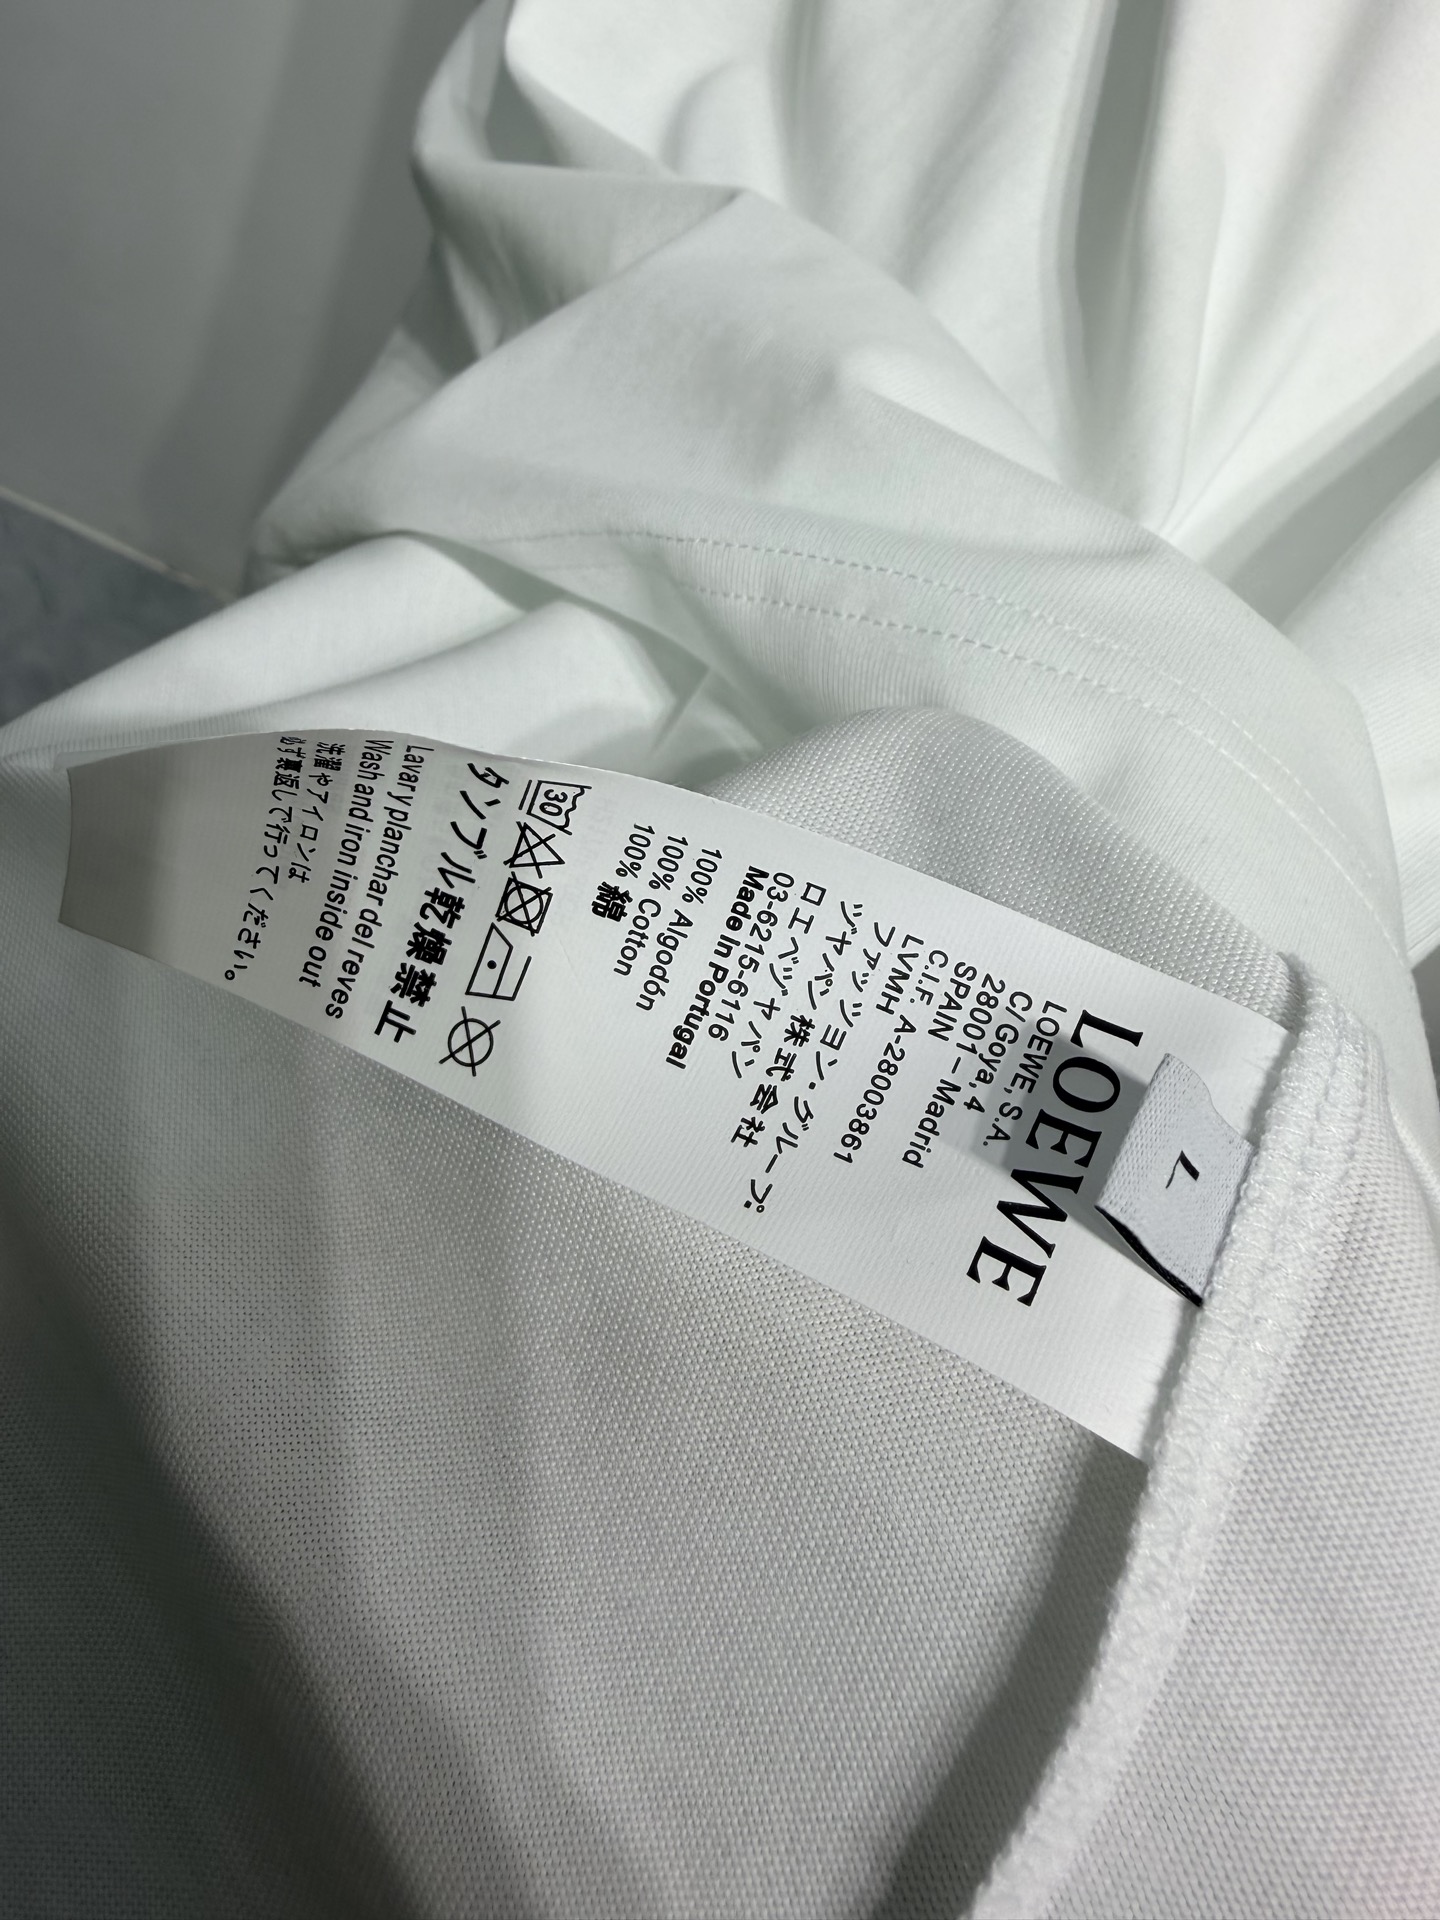 L
LOEWE
LOEWE, S.A.
C/Goya, 4
28001 – Madrid
SPAIN
C.I.F. A-28003861
LVMH
ファッション・グループ・
ジャパン株式会社
ロエベジャパン
03-6215-6116
Made in Portugal
100% Algodón
100% Cotton
100% 綿
30
タンブル乾燥禁止
Lavar y planchar del reves
Wash and iron inside out
洗濯やアイロンは
必ず裏返しで行ってください。